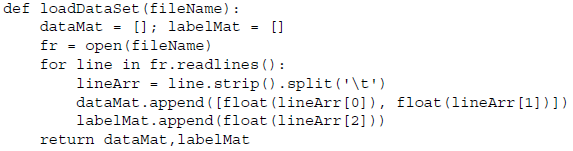 def loadDataSet(fileName):
    dataMat = []; labelMat = []
    fr = open(fileName)
    for line in fr.readlines():
        lineArr = line.strip().split('\t')
        dataMat.append([float(lineArr[0]), float(lineArr[1])])
        labelMat.append(float(lineArr[2]))
    return dataMat,labelMat